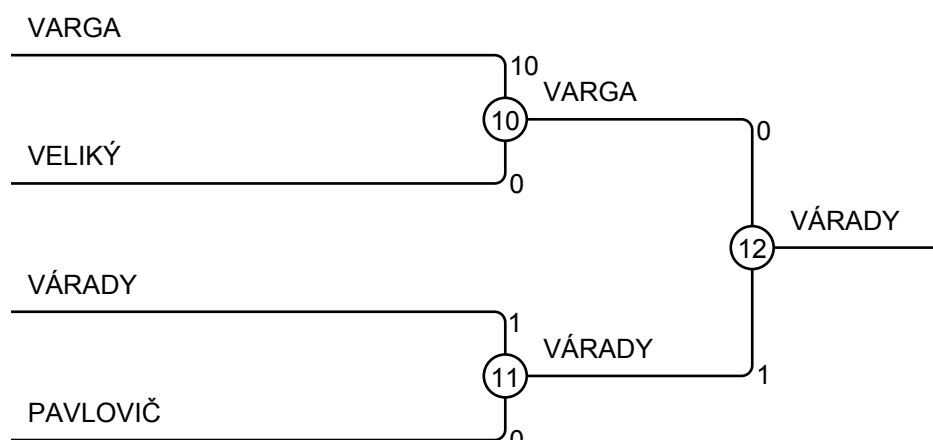 VARGA
10
VARGA
10
0
VELIKÝ
0
VÁRADY
12
VÁRADY
1
VÁRADY
11
1
PAVLOVIČ
0